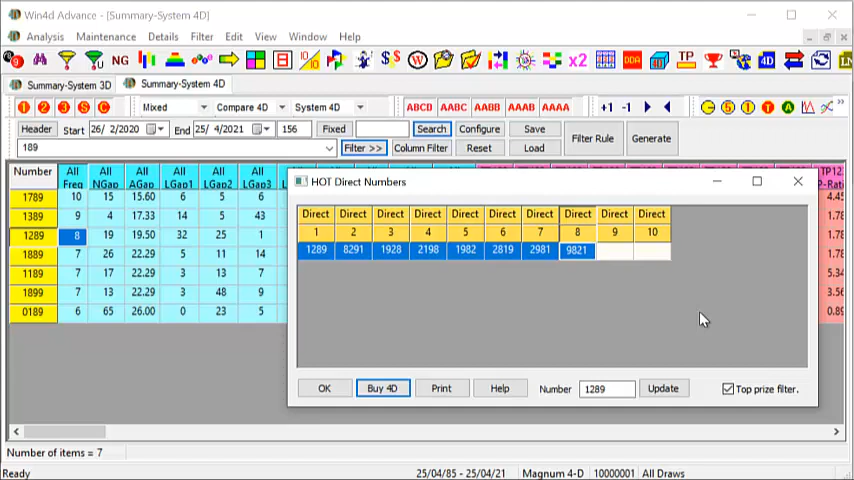 Win4d Advance - [Summary-System 4D]
Analysis Maintenance Details Filter Edit View Window Help
NG 10/10 $$ W x2 DDA 4D TP 4D
Summary-System 3D Summary-System 4D
1 2 3 S C Mixed Compare 4D System 4D ABCD AABC AABB AAAB AAAA +1 -1 5 1 T A
Header Start 26/ 2/2020 End 25/ 4/2021 156 Fixed Search Configure Save Filter Rule Generate
189 Filter >> Column Filter Reset Load
Number All Freq All NGap All AGap All LGap1 All LGap2 All LGap3
1789 10 15 15.60 6 5 6 4.45
1389 9 4 17.33 14 5 43 1.78
1289 8 19 19.50 32 25 1 1.78
1889 7 26 22.29 5 11 14
1189 7 17 22.29 3 13 7 5.34
1899 7 13 22.29 3 48 9 3.56
0189 6 65 26.00 0 23 5 0.89
HOT Direct Numbers
Direct Direct Direct Direct Direct Direct Direct Direct Direct Direct
1 2 3 4 5 6 7 8 9 10
1289 8291 1928 2198 1982 2819 2981 9821
OK Buy 4D Print Help Number 1289 Update Top prize filter.
Number of items = 7
Ready 25/04/85 - 25/04/21 Magnum 4-D 10000001 All Draws